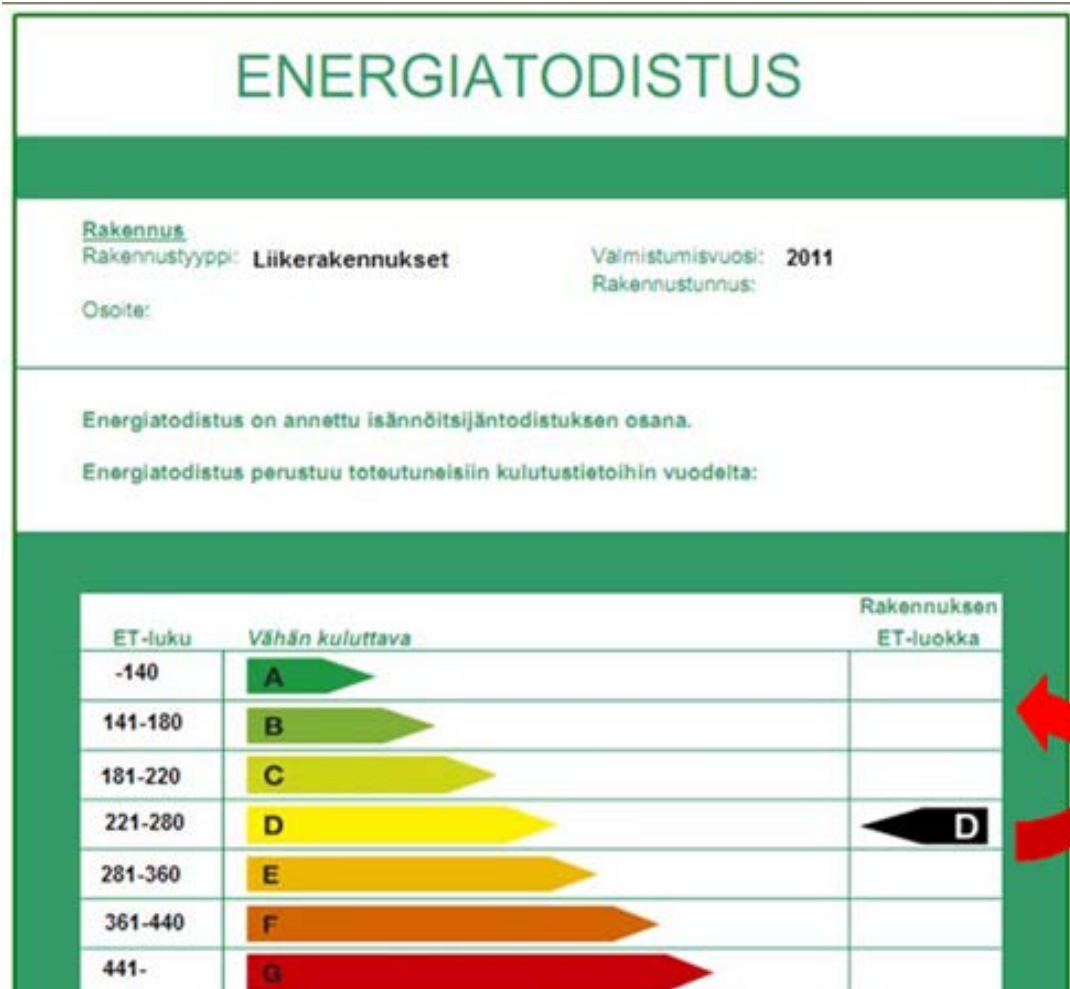 ENERGIATODISTUS
Rakennus
Rakennustyyppi: Liikerakennukset
Valmistumisvuosi: 2011
Rakennustunnus:
Osoite:
Energiatodistus on annettu isännöitsijäntodistuksen osana.
Energiatodistus perustuu toteutuneisiin kulutustietoihin vuodelta:
ET-luku Vähän kuluttava Rakennuksen ET-luokka
-140 A
141-180 B
181-220 C
221-280 D D
281-360 E
361-440 F
441- G